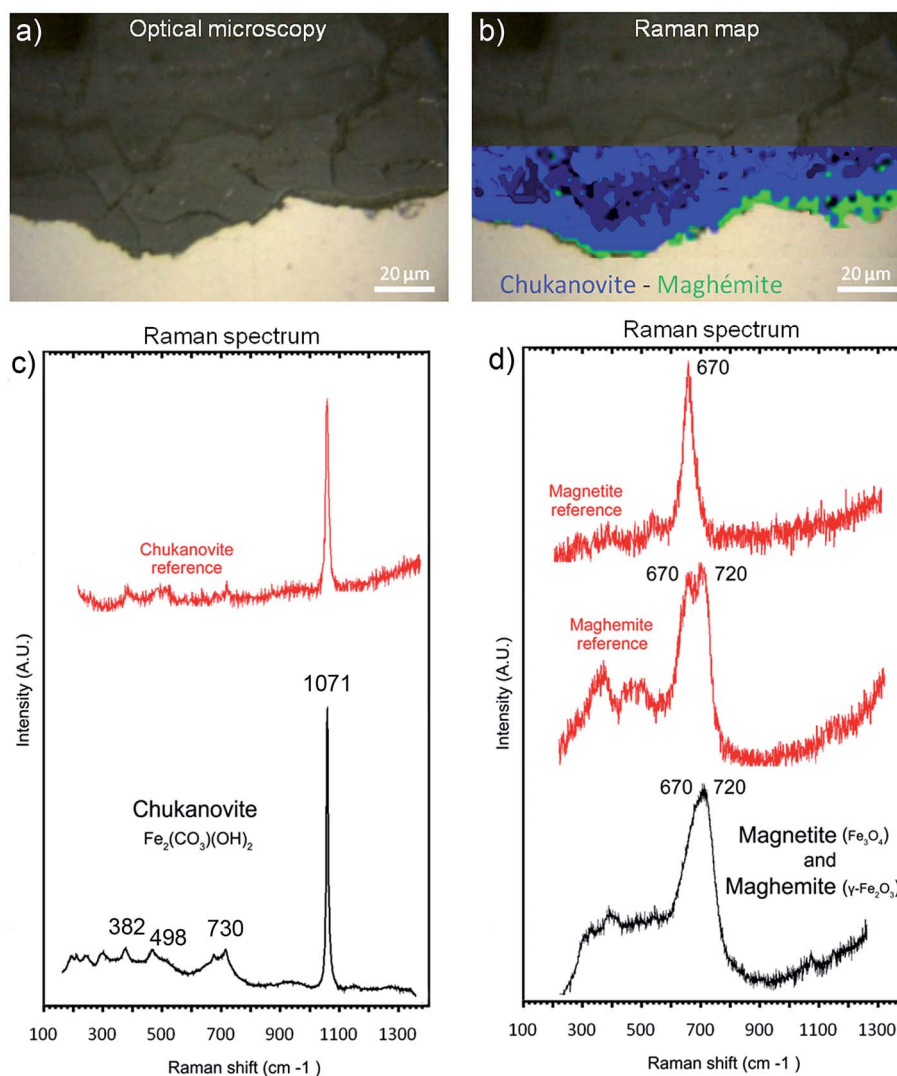 a)
Optical microscopy
20 µm
b)
Raman map
Chukanovite - Maghémite
20 µm
Raman spectrum
c)
Chukanovite
reference
1071
Chukanovite
Fe₂(CO₃)(OH)₂
382
498
730
Intensity (A.U.)
100 300 500 700 900 1100 1300
Raman shift (cm -1 )
Raman spectrum
d)
670
Magnetite
reference
670 720
Maghemite
reference
670 720
Magnetite (Fe₃O₄)
and
Maghemite (γ-Fe₂O₃)
Intensity (A.U.)
100 300 500 700 900 1100 1300
Raman shift (cm -1 )